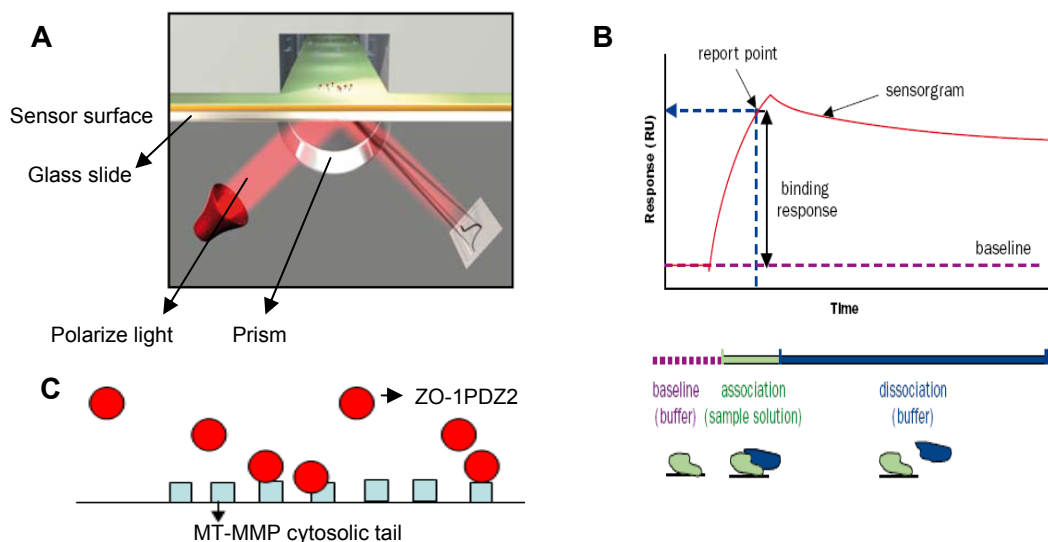 A
Sensor surface
Glass slide
Polarize light
Prism
B
report point
sensorgram
Response (RU)
binding
response
baseline
Time
baseline
(buffer)
association
(sample solution)
dissociation
(buffer)
C
ZO-1PDZ2
MT-MMP cytosolic tail